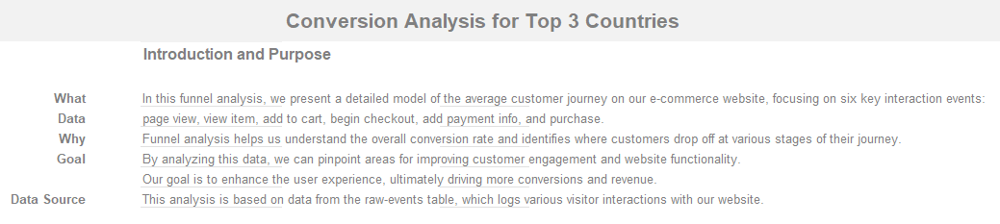 Conversion Analysis for Top 3 Countries
Introduction and Purpose
What In this funnel analysis, we present a detailed model of the average customer journey on our e-commerce website, focusing on six key interaction events:
Data page view, view item, add to cart, begin checkout, add payment info, and purchase.
Why Funnel analysis helps us understand the overall conversion rate and identifies where customers drop off at various stages of their journey.
Goal By analyzing this data, we can pinpoint areas for improving customer engagement and website functionality.
Our goal is to enhance the user experience, ultimately driving more conversions and revenue.
Data Source This analysis is based on data from the raw-events table, which logs various visitor interactions with our website.